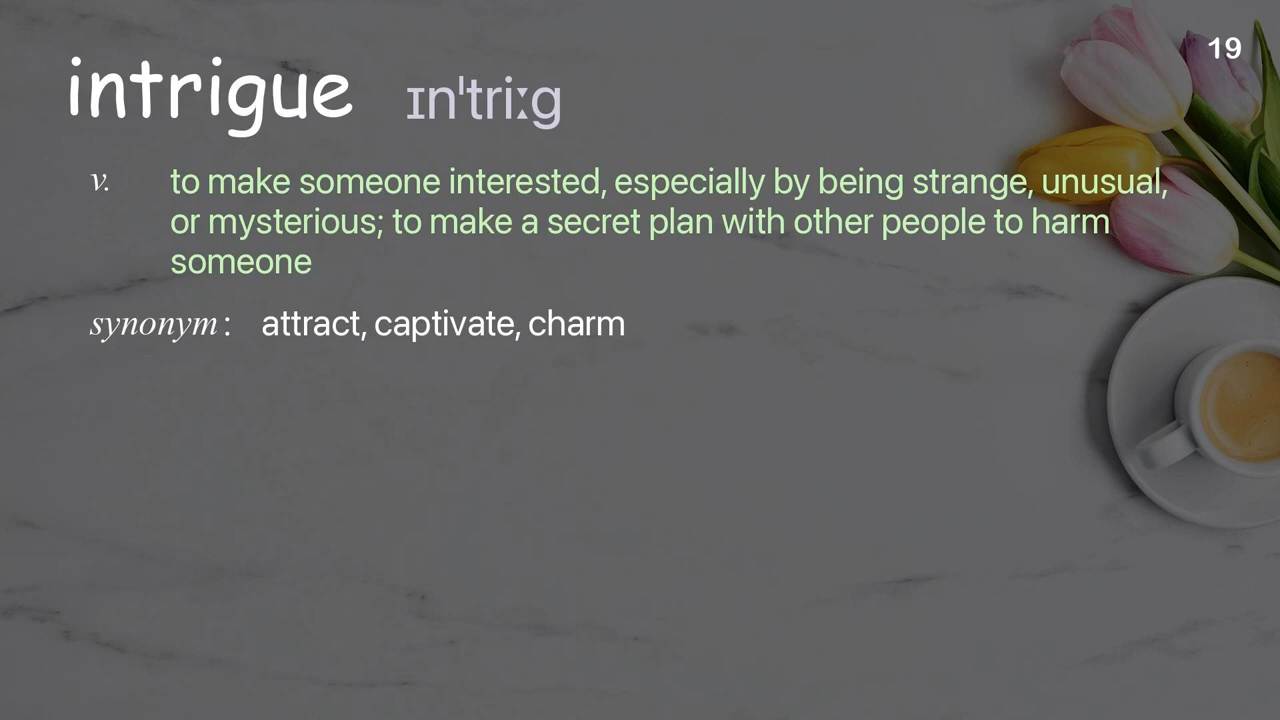 19
intrigue ɪnˈtriːg
v. to make someone interested, especially by being strange, unusual,
or mysterious; to make a secret plan with other people to harm
someone
synonym: attract, captivate, charm